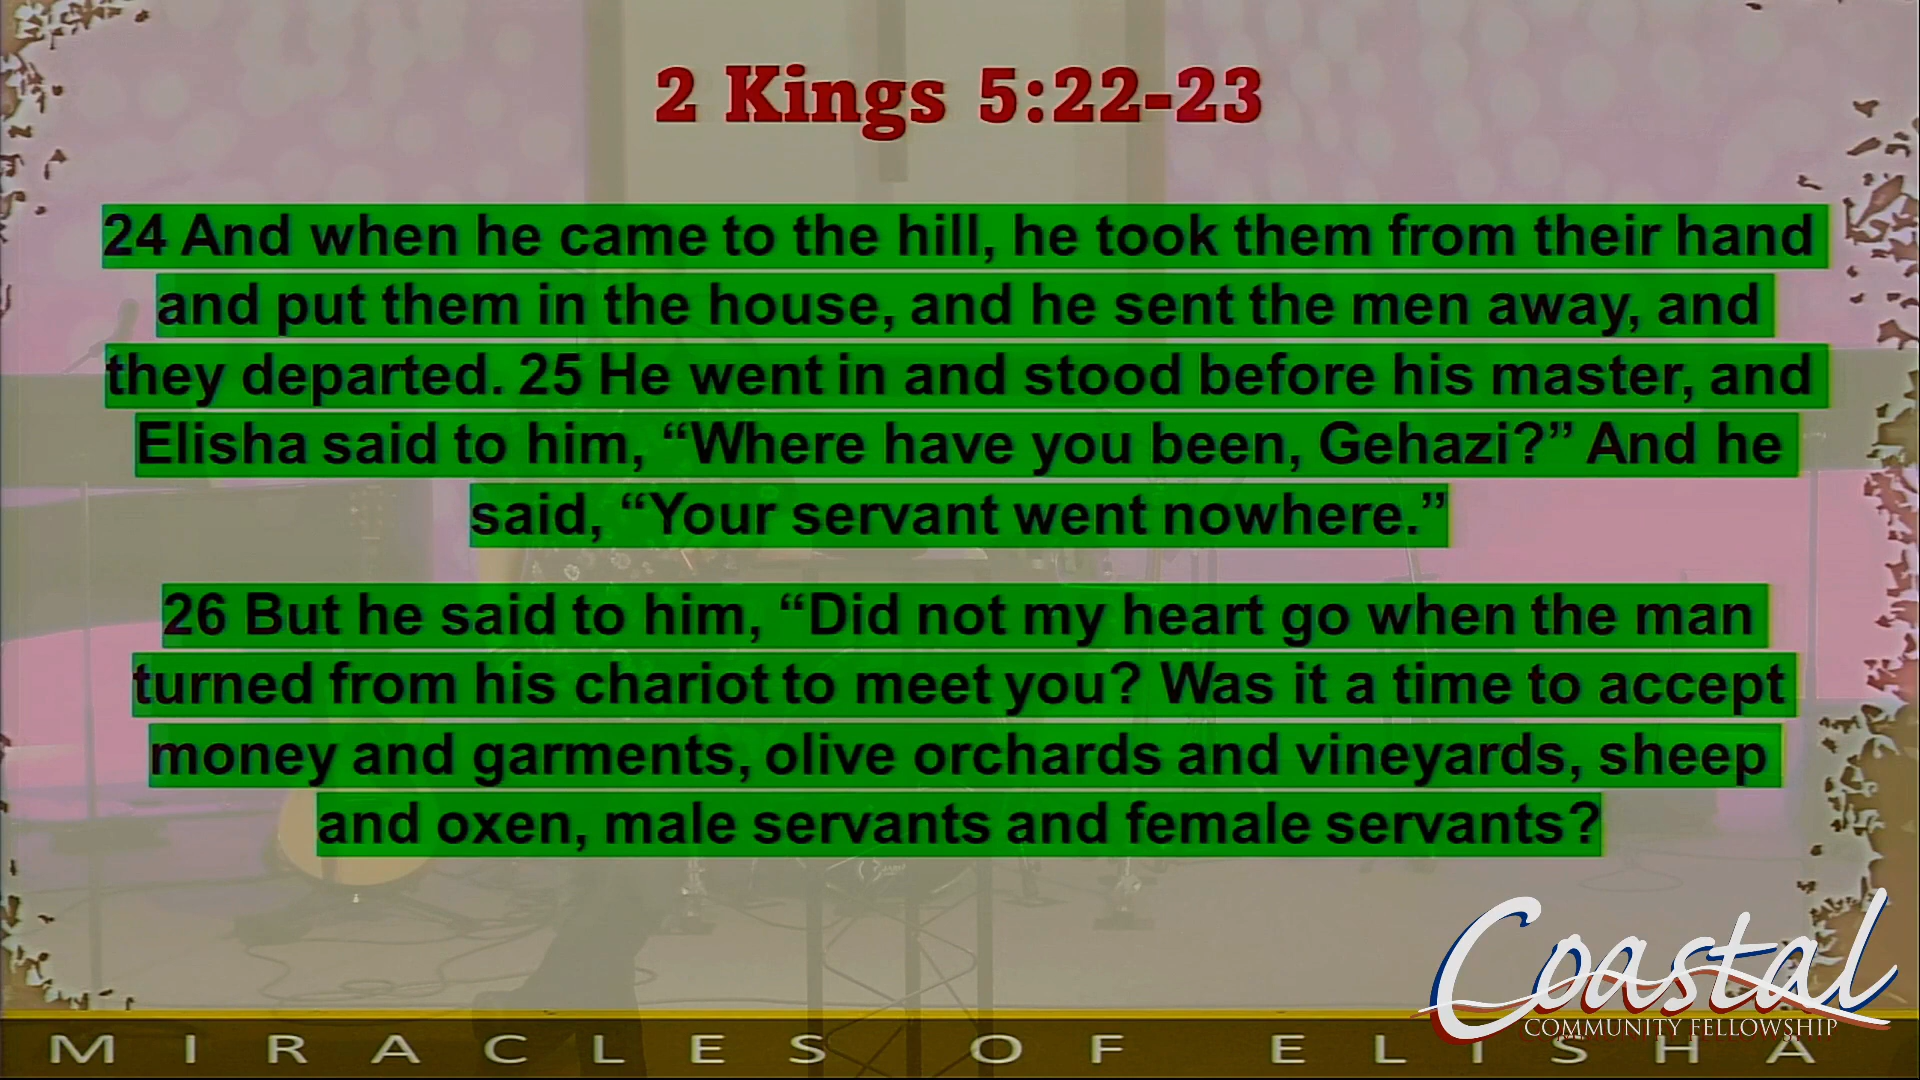 2 Kings 5:22-23
24 And when he came to the hill, he took them from their hand
and put them in the house, and he sent the men away, and
they departed. 25 He went in and stood before his master, and
Elisha said to him, “Where have you been, Gehazi?” And he
said, “Your servant went nowhere.”
26 But he said to him, “Did not my heart go when the man
turned from his chariot to meet you? Was it a time to accept
money and garments, olive orchards and vineyards, sheep
and oxen, male servants and female servants?
Coastal
COMMUNITY FELLOWSHIP
MIRACLES OF ELISHA